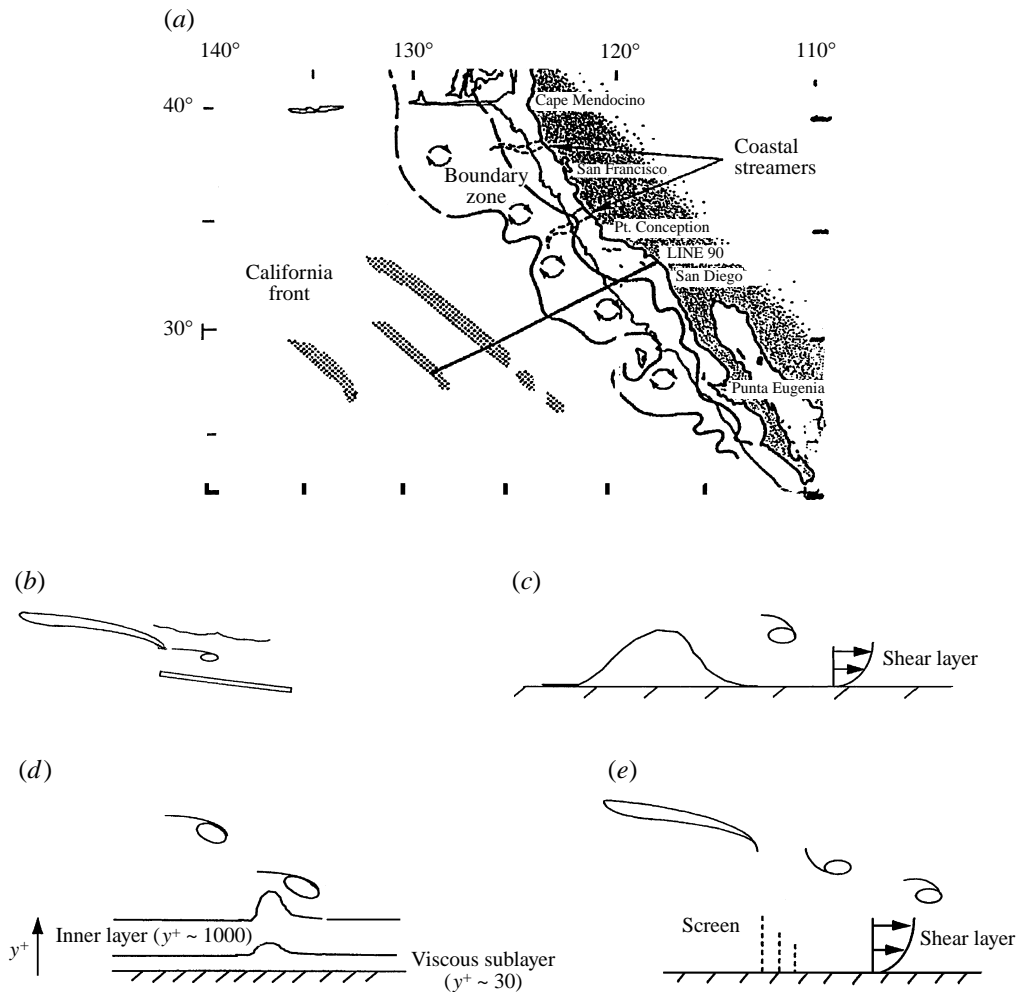 (a)
140°
130°
120°
110°
40°
Cape Mendocino
Coastal
streamers
San Francisco
Boundary
zone
Pt. Conception
LINE 90
California
front
San Diego
30°
Punta Eugenia
(b)
(c)
Shear layer
(d)
(e)
y+
Inner layer (y+ ~ 1000)
Viscous sublayer
(y+ ~ 30)
Screen
Shear layer